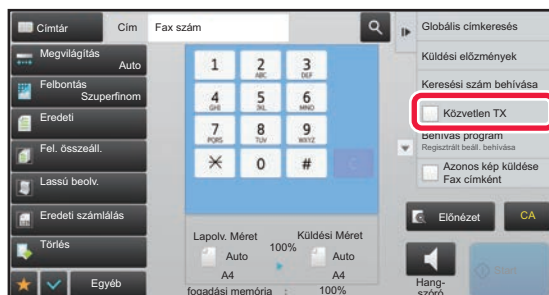 Címtár
Cím
Fax szám
Megvilágítás
Auto
Felbontás
Szuperfinom
Eredeti
Fel. összeáll.
Lassú beolv.
Eredeti számlálás
Törlés
Egyéb
1
2
ABC
3
DEF
4
GHI
5
JKL
6
MNO
7
PQRS
8
TUV
9
WXYZ
0
#
C
Lapolv. Méret
Küldési Méret
100%
Auto
Auto
A4
A4
fogadási memória : 100%
Globális címkeresés
Küldési előzmények
Keresési szám behívása
Közvetlen TX
Behívás program
Regisztrált beáll. behívása
Azonos kép küldése
Fax címként
Előnézet
CA
Hang-
szóró
Start